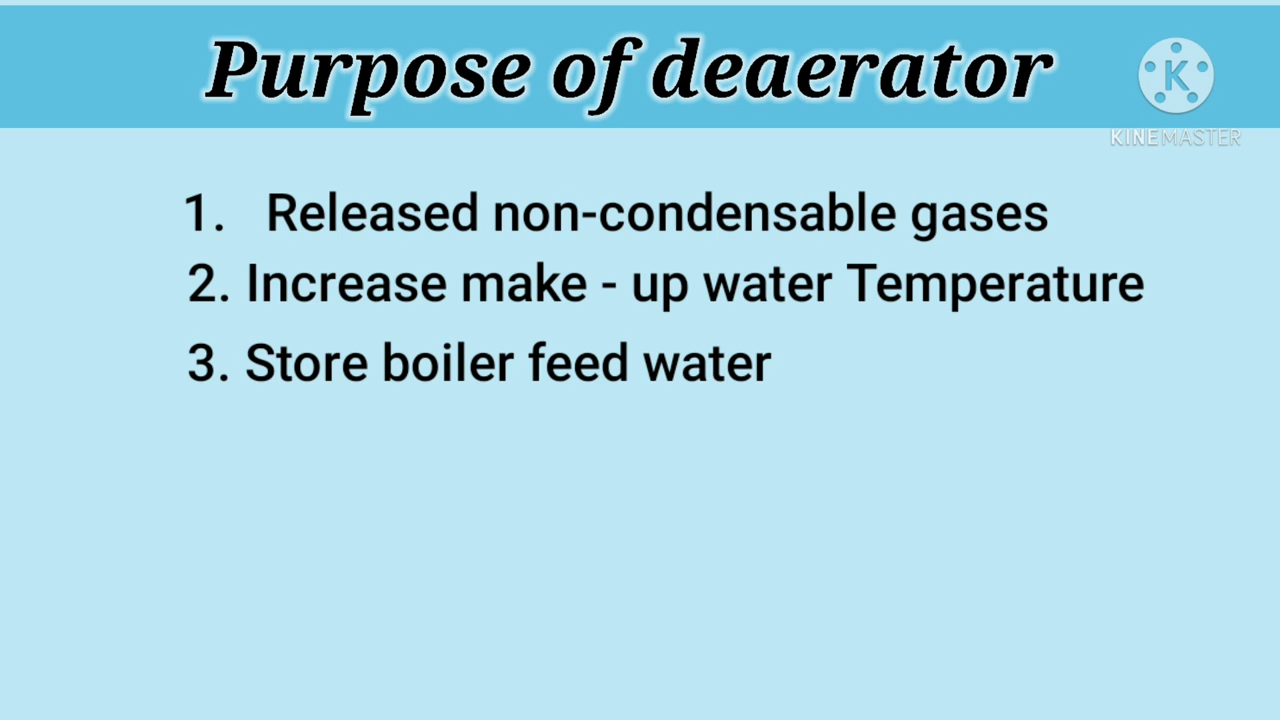 Purpose of deaerator
K
KINEMASTER
1. Released non-condensable gases
2. Increase make - up water Temperature
3. Store boiler feed water